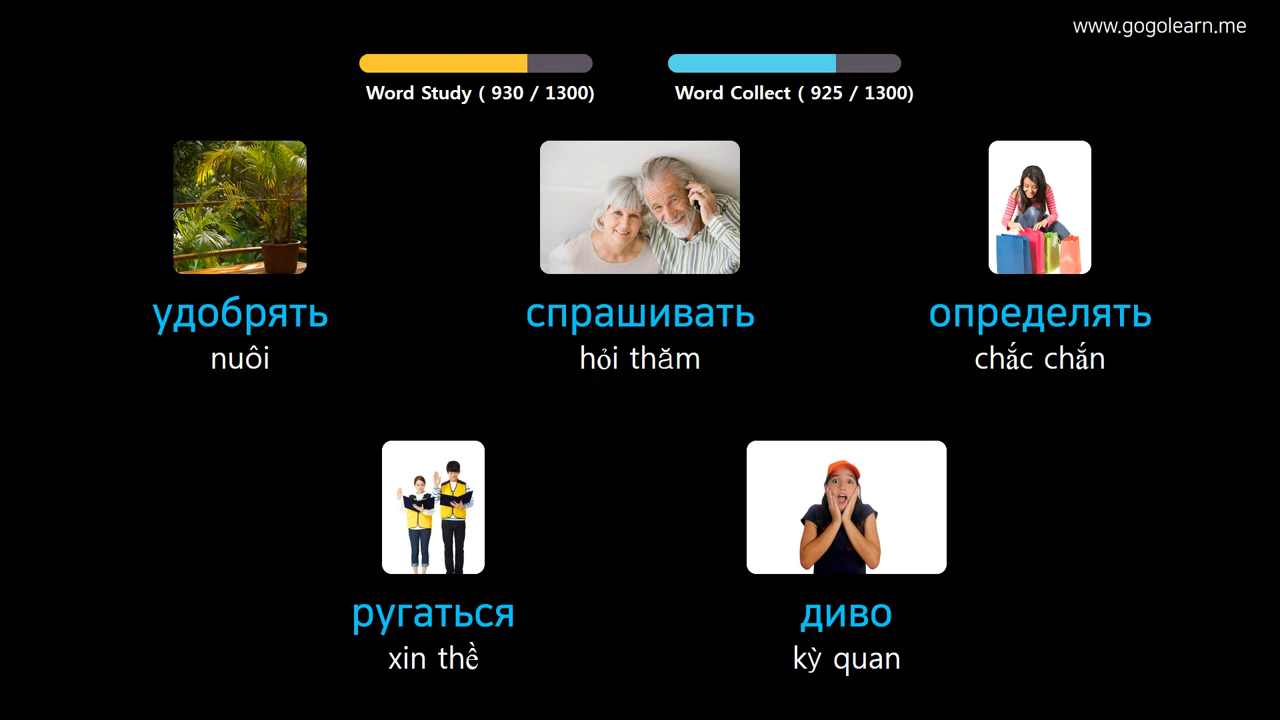 www.gogolearn.me
Word Study ( 930 / 1300)
Word Collect ( 925 / 1300)
удобрять
nuôi
спрашивать
hỏi thăm
определять
chắc chắn
ругаться
xin thề
диво
kỳ quan